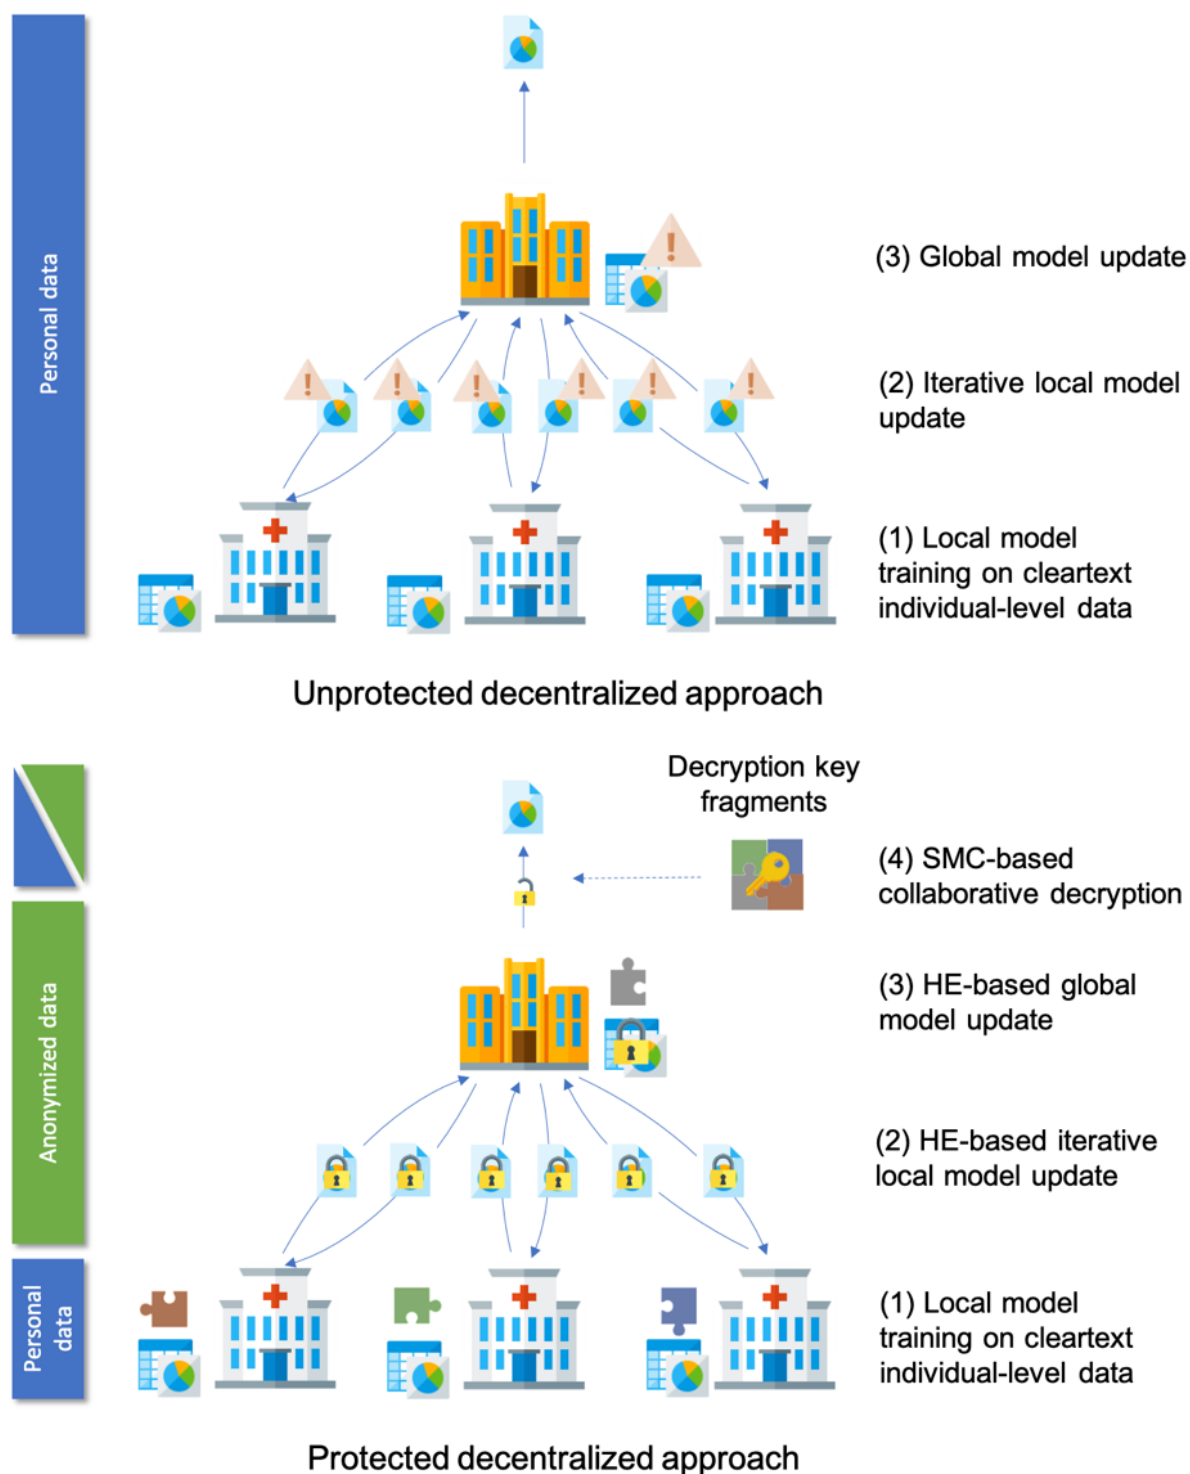 Personal data
(3) Global model update
(2) Iterative local model
update
(1) Local model
training on cleartext
individual-level data
Unprotected decentralized approach
Decryption key
fragments
(4) SMC-based
collaborative decryption
Anonymized data
(3) HE-based global
model update
(2) HE-based iterative
local model update
Personal
data
(1) Local model
training on cleartext
individual-level data
Protected decentralized approach